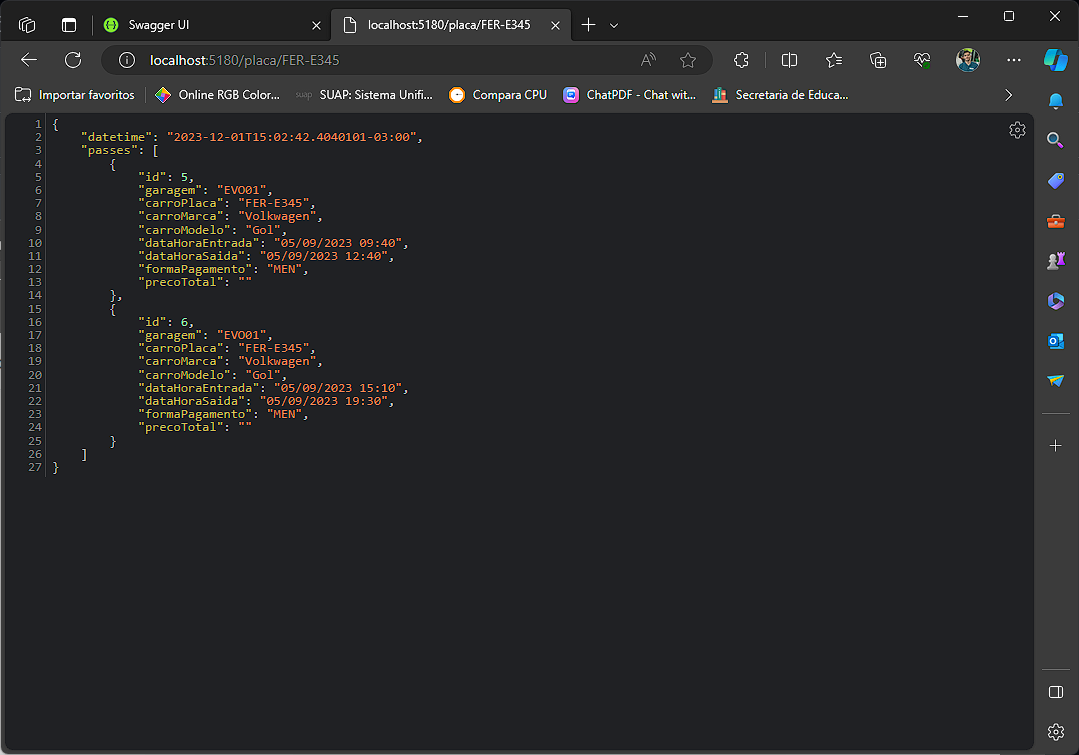 Swagger UI
localhost:5180/placa/FER-E345
localhost:5180/placa/FER-E345
Importar favoritos
Online RGB Color...
suap SUAP: Sistema Unifi...
Compara CPU
ChatPDF - Chat wit...
Secretaria de Educa...
1 {
2 "datetime": "2023-12-01T15:02:42.4040101-03:00",
3 "passes": [
4 {
5 "id": 5,
6 "garagem": "EVO01",
7 "carroPlaca": "FER-E345",
8 "carroMarca": "Volkwagen",
9 "carroModelo": "Gol",
10 "dataHoraEntrada": "05/09/2023 09:40",
11 "dataHoraSaida": "05/09/2023 12:40",
12 "formaPagamento": "MEN",
13 "precoTotal": ""
14 },
15 {
16 "id": 6,
17 "garagem": "EVO01",
18 "carroPlaca": "FER-E345",
19 "carroMarca": "Volkwagen",
20 "carroModelo": "Gol",
21 "dataHoraEntrada": "05/09/2023 15:10",
22 "dataHoraSaida": "05/09/2023 19:30",
23 "formaPagamento": "MEN",
24 "precoTotal": ""
25 }
26 ]
27 }